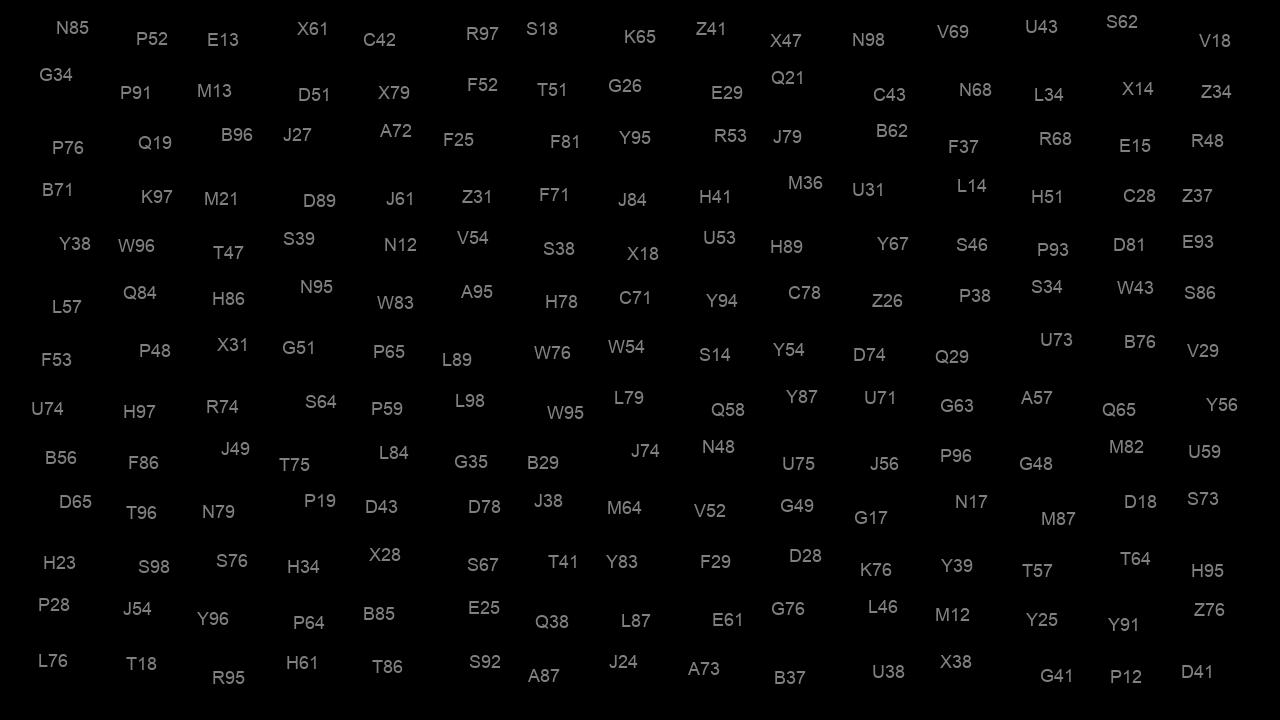 N85 P52 E13 X61 C42 R97 S18 K65 Z41 X47 N98 V69 U43 S62 V18
G34 P91 M13 D51 X79 F52 T51 G26 E29 Q21 C43 N68 L34 X14 Z34
P76 Q19 B96 J27 A72 F25 F81 Y95 R53 J79 B62 F37 R68 E15 R48
B71 K97 M21 D89 J61 Z31 F71 J84 H41 M36 U31 L14 H51 C28 Z37
Y38 W96 T47 S39 N12 V54 S38 X18 U53 H89 Y67 S46 P93 D81 E93
L57 Q84 H86 N95 W83 A95 H78 C71 Y94 C78 Z26 P38 S34 W43 S86
F53 P48 X31 G51 P65 L89 W76 W54 S14 Y54 D74 Q29 U73 B76 V29
U74 H97 R74 S64 P59 L98 W95 L79 Q58 Y87 U71 G63 A57 Q65 Y56
B56 F86 J49 T75 L84 G35 B29 J74 N48 U75 J56 P96 G48 M82 U59
D65 T96 N79 P19 D43 D78 J38 M64 V52 G49 G17 N17 M87 D18 S73
H23 S98 S76 H34 X28 S67 T41 Y83 F29 D28 K76 Y39 T57 T64 H95
P28 J54 Y96 P64 B85 E25 Q38 L87 E61 G76 L46 M12 Y25 Y91 Z76
L76 T18 R95 H61 T86 S92 A87 J24 A73 B37 U38 X38 G41 P12 D41